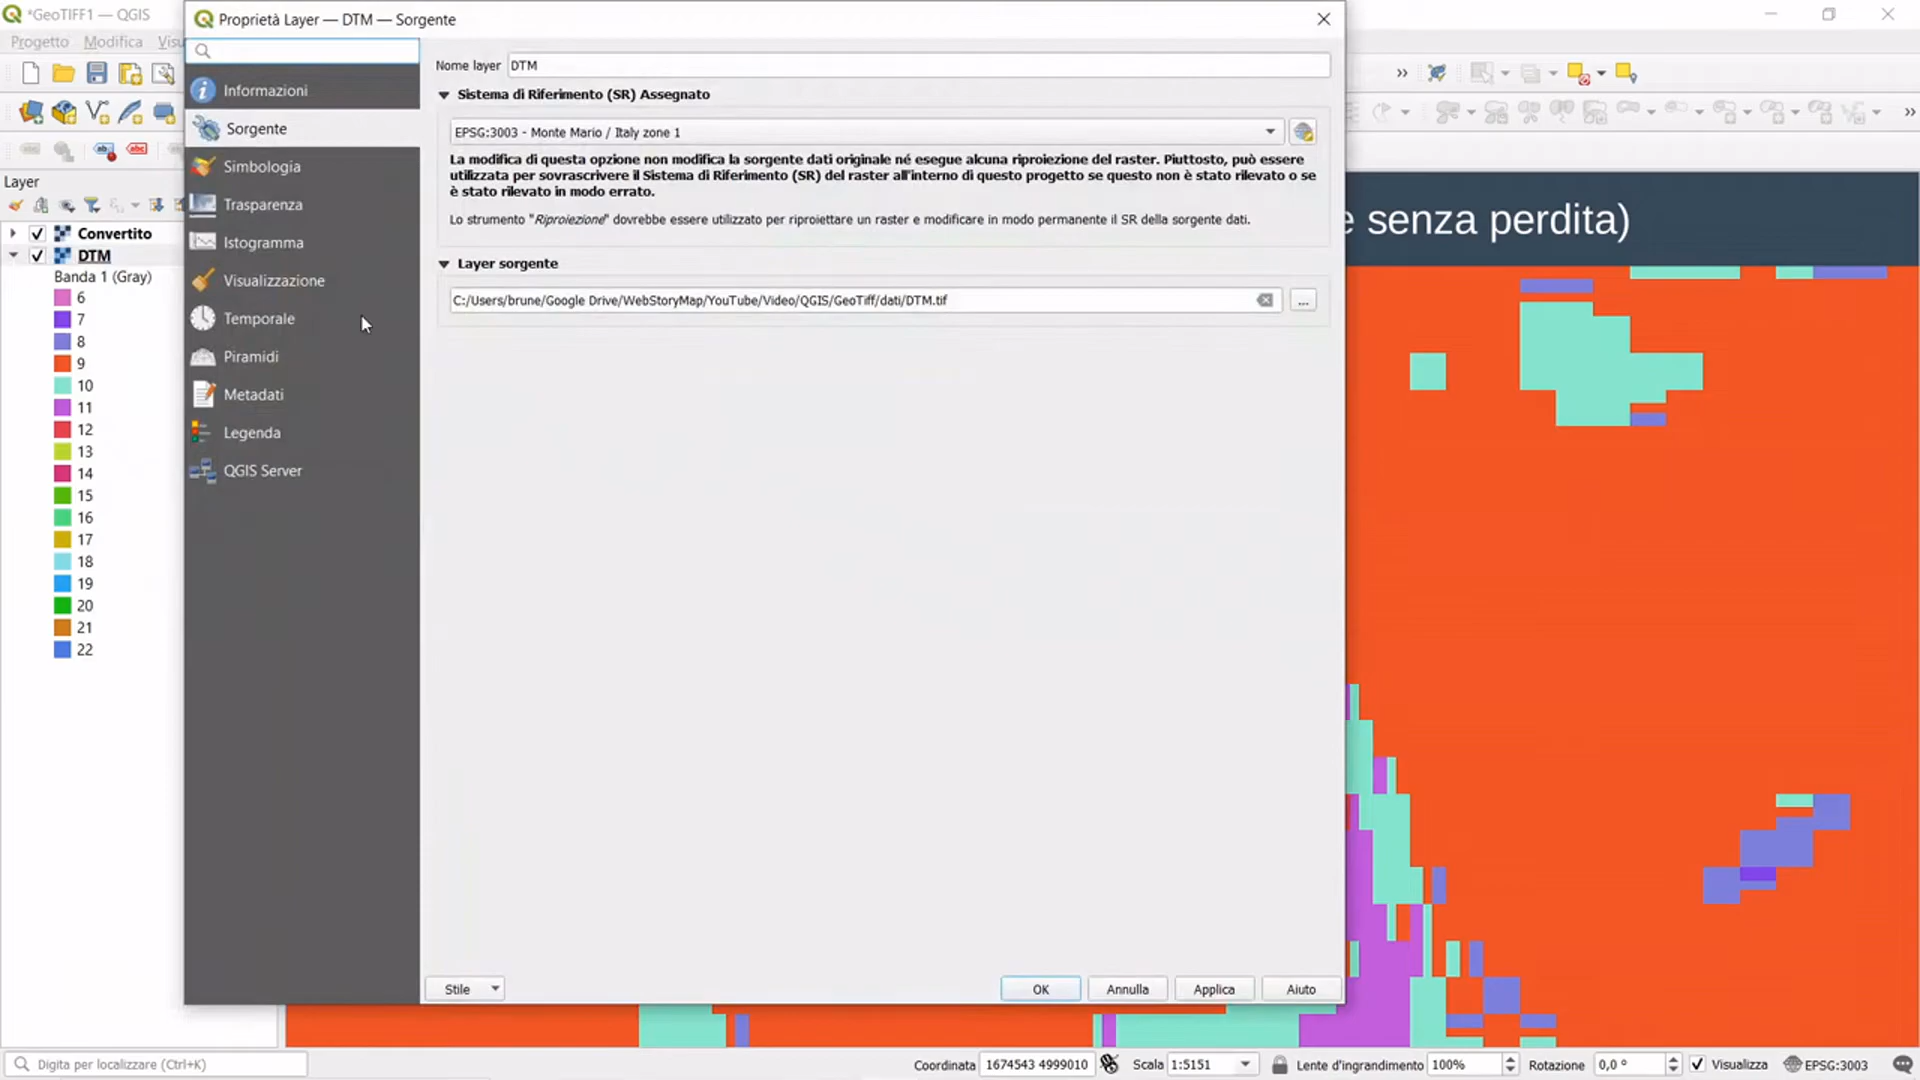 *GeoTIFF1 — QGIS
Proprietà Layer — DTM — Sorgente
Progetto
Modifica
Nome layer
DTM
Informazioni
Sistema di Riferimento (SR) Assegnato
Sorgente
EPSG:3003 - Monte Mario / Italy zone 1
La modifica di questa opzione non modifica la sorgente dati originale né esegue alcuna riproiezione del raster. Piuttosto, può essere
utilizzata per sovrascrivere il Sistema di Riferimento (SR) del raster all'interno di questo progetto se questo non è stato rilevato o se
è stato rilevato in modo errato.
Simbologia
Lo strumento "Riproiezione" dovrebbe essere utilizzato per riproiettare un raster e modificare in modo permanente il SR della sorgente dati.
Layer
Trasparenza
e senza perdita)
Convertito
Istogramma
DTM
Layer sorgente
Banda 1 (Gray)
Visualizzazione
C:/Users/brune/Google Drive/WebStoryMap/YouTube/Video/QGIS/GeoTiff/dati/DTM.tif
...
6
7
Temporale
8
Piramidi
9
10
Metadati
11
12
Legenda
13
14
QGIS Server
15
16
17
18
19
20
21
22
Stile
OK
Annulla
Applica
Aiuto
Digita per localizzare (Ctrl+K)
Coordinata
1674543 4999010
Scala
1:5151
Lente d'ingrandimento
100%
Rotazione
0,0 °
Visualizza
EPSG:3003